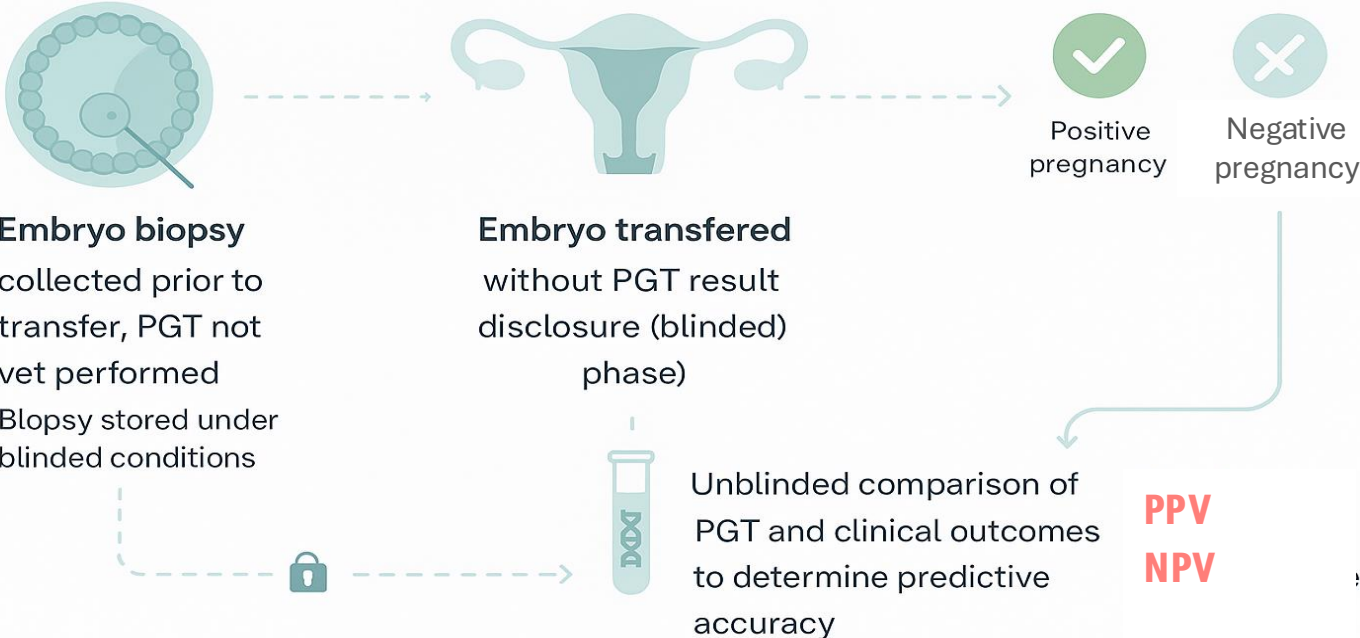 Embryo biopsy
collected prior to
transfer, PGT not
vet performed
Blopsy stored under
blinded conditions
Embryo transfered
without PGT result
disclosure (blinded)
phase)
Positive
pregnancy
Negative
pregnancy
Unblinded comparison of
PGT and clinical outcomes
to determine predictive
accuracy
PPV
NPV